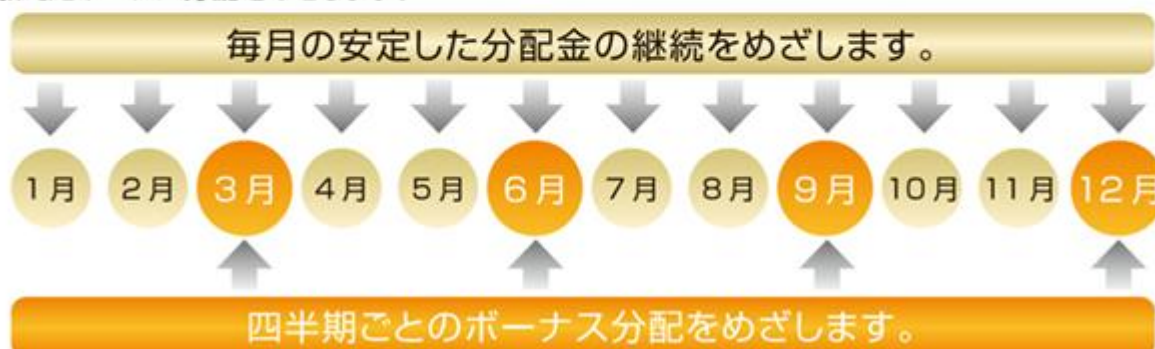 毎月の安定した分配金の継続をめざします。
1月 2月 3月 4月 5月 6月 7月 8月 9月 10月 11月 12月
四半期ごとのボーナス分配をめざします。